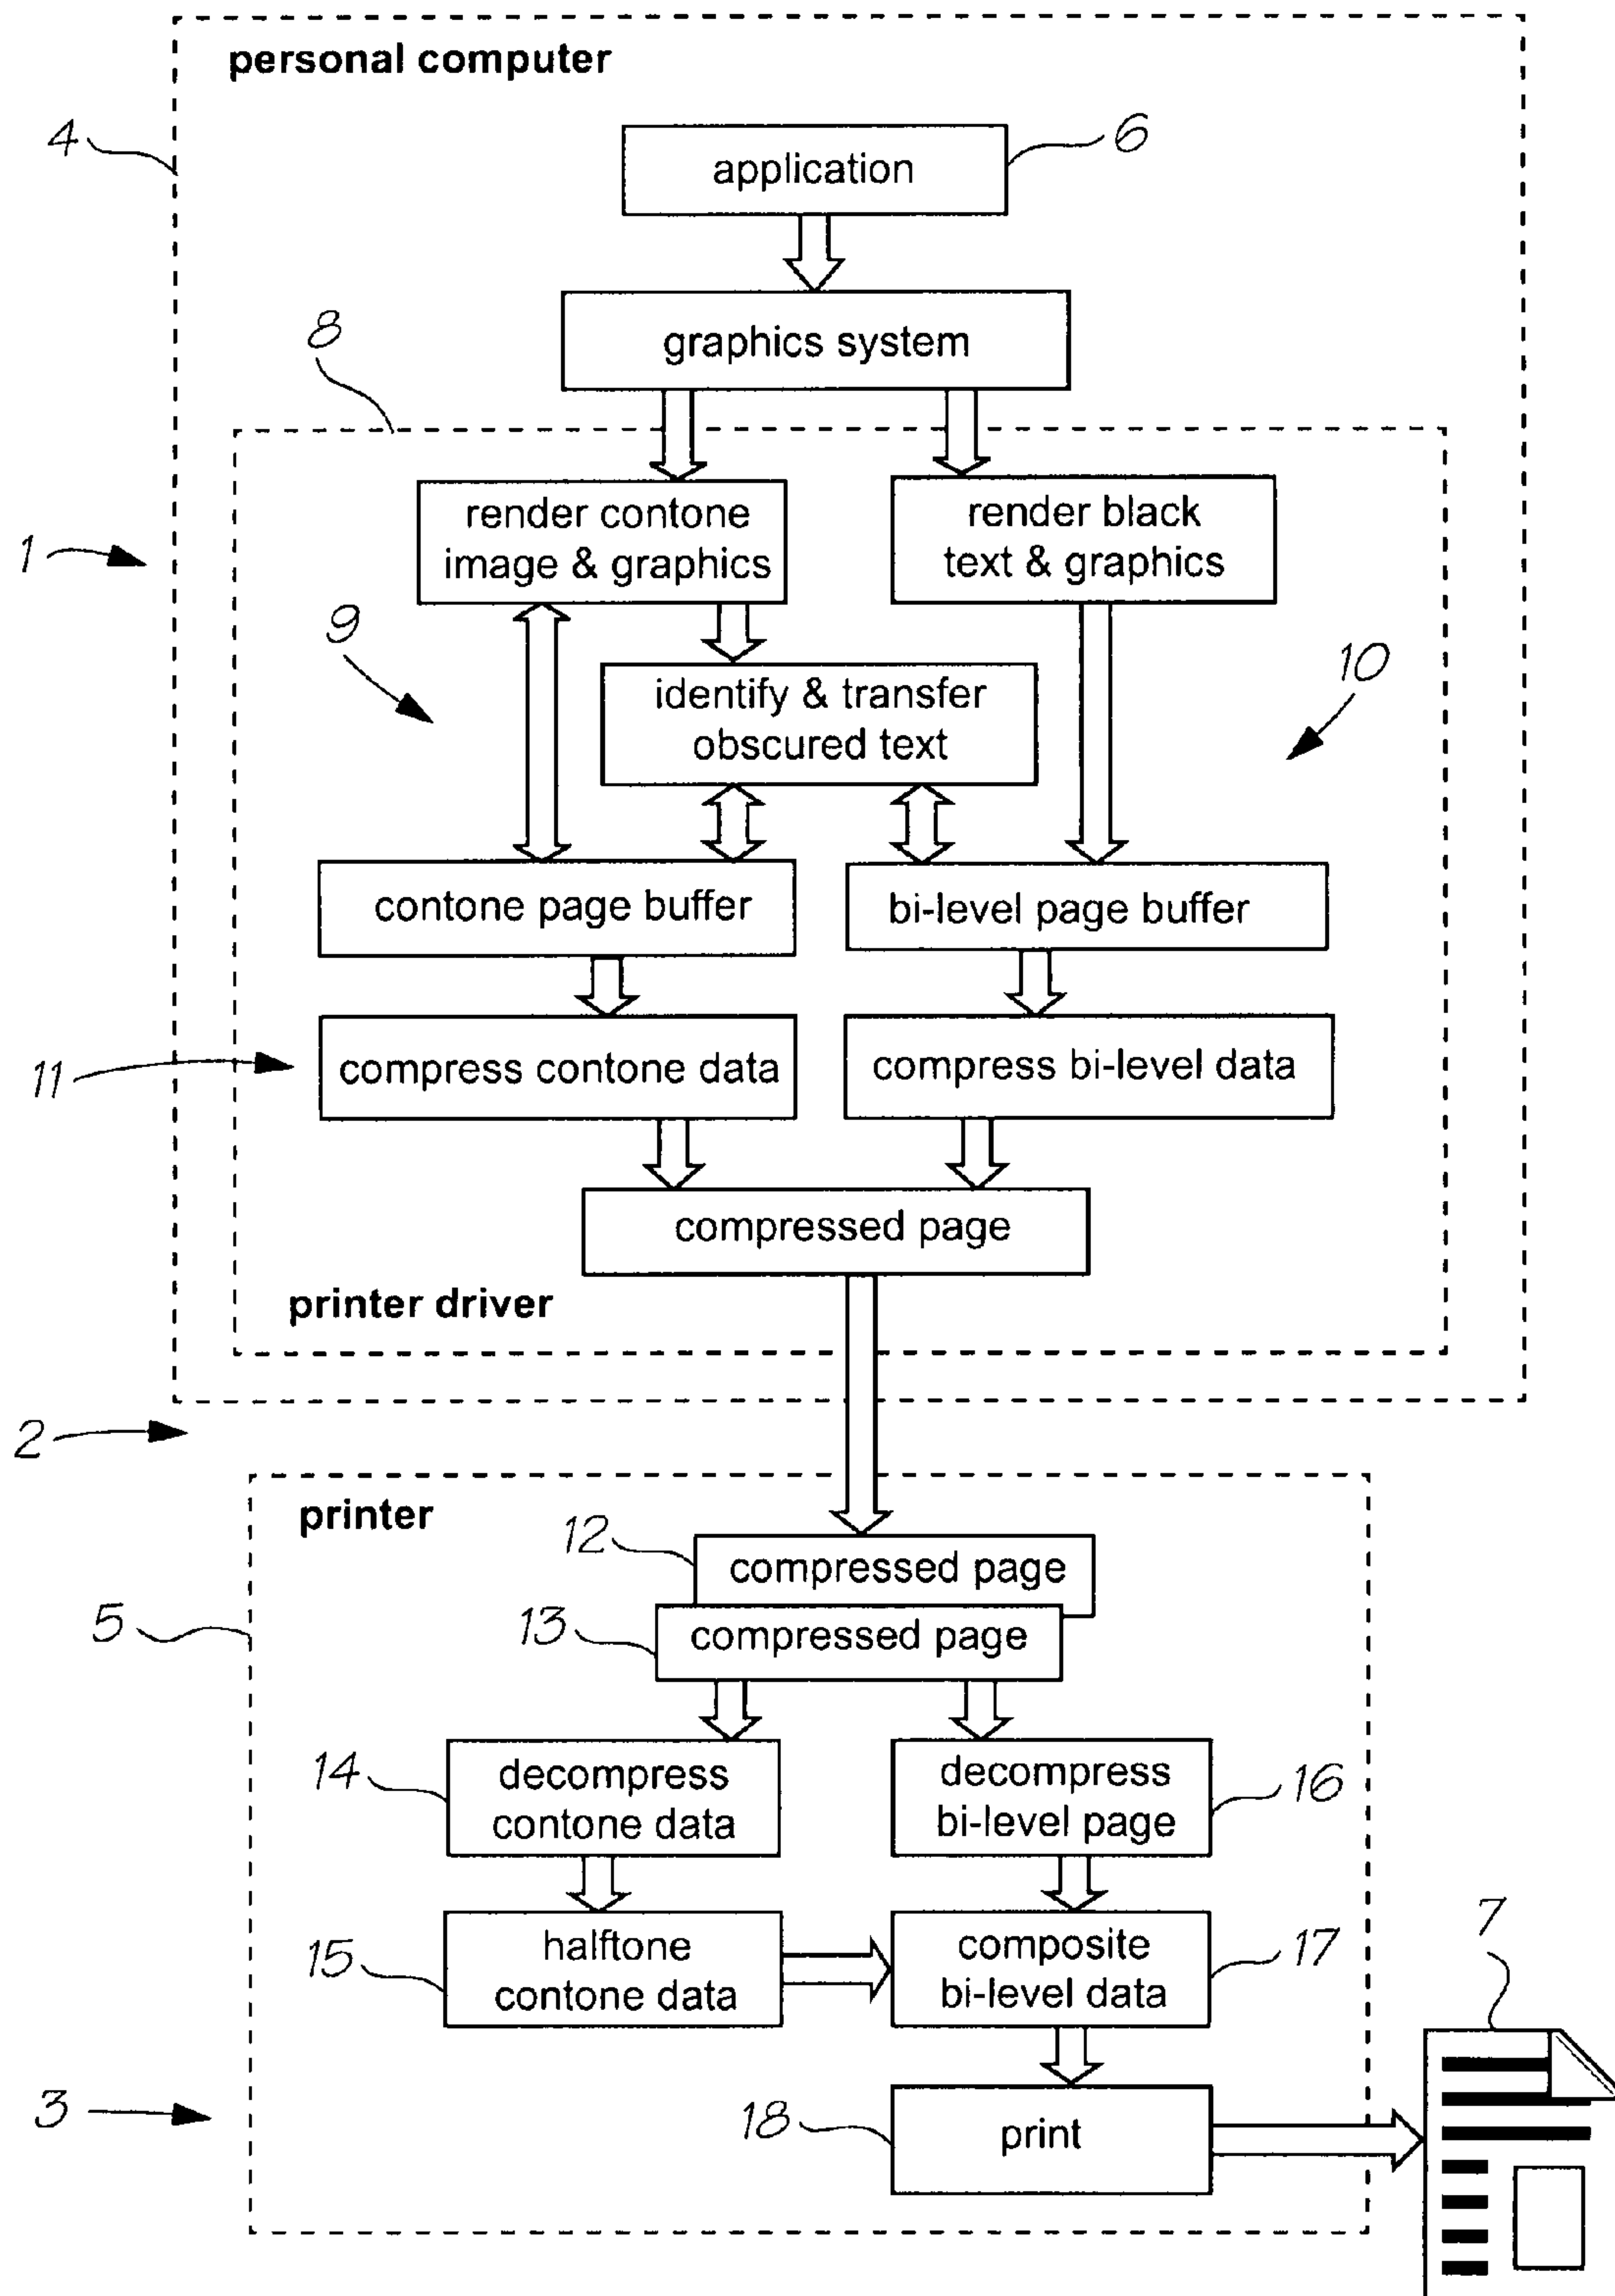 personal computer
4
application
6
graphics system
8
render contone
image & graphics
render black
text & graphics
1
9
identify & transfer
obscured text
10
contone page buffer
bi-level page buffer
11
compress contone data
compress bi-level data
compressed page
printer driver
2
printer
12
compressed page
5
13
compressed page
14
decompress
contone data
decompress
bi-level page
16
15
halftone
contone data
composite
bi-level data
17
7
3
18
print